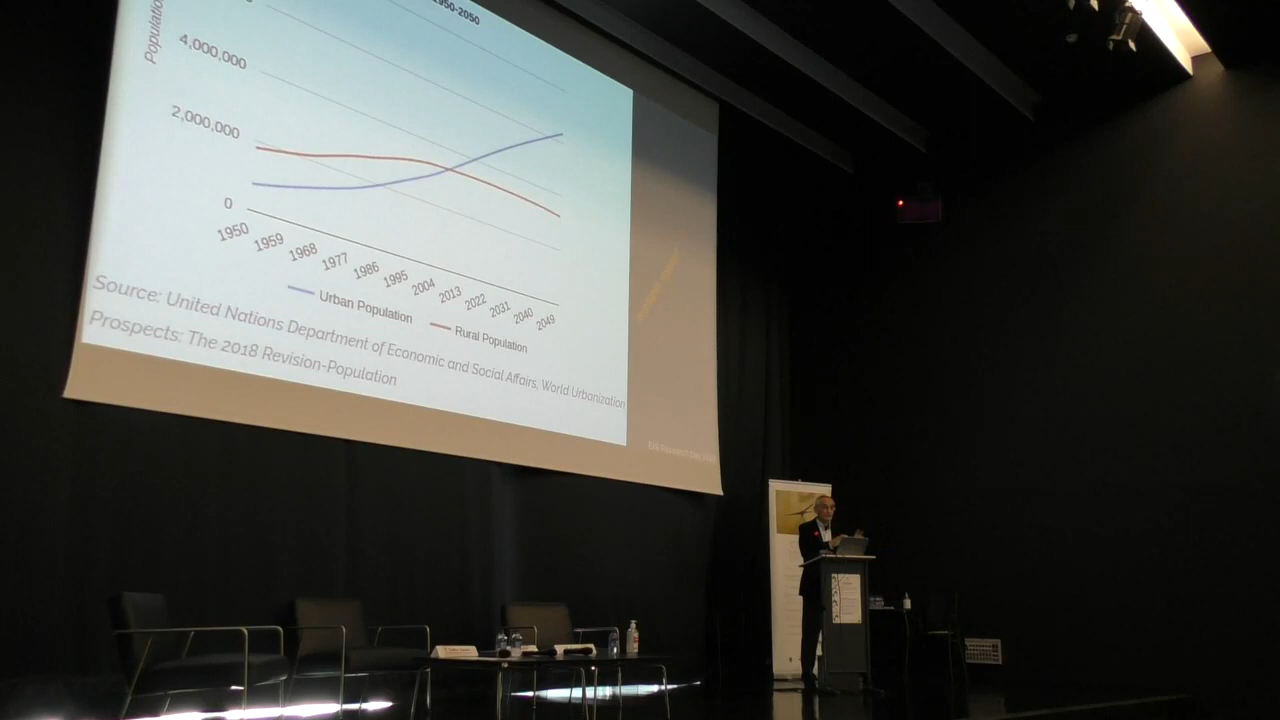 1950-2050
Population
4,000,000
2,000,000
0
1950 1959 1968 1977 1986 1995 2004 2013 2022 2031 2040 2049
Urban Population Rural Population
Source: United Nations Department of Economic and Social Affairs, World Urbanization
Prospects: The 2018 Revision-Population